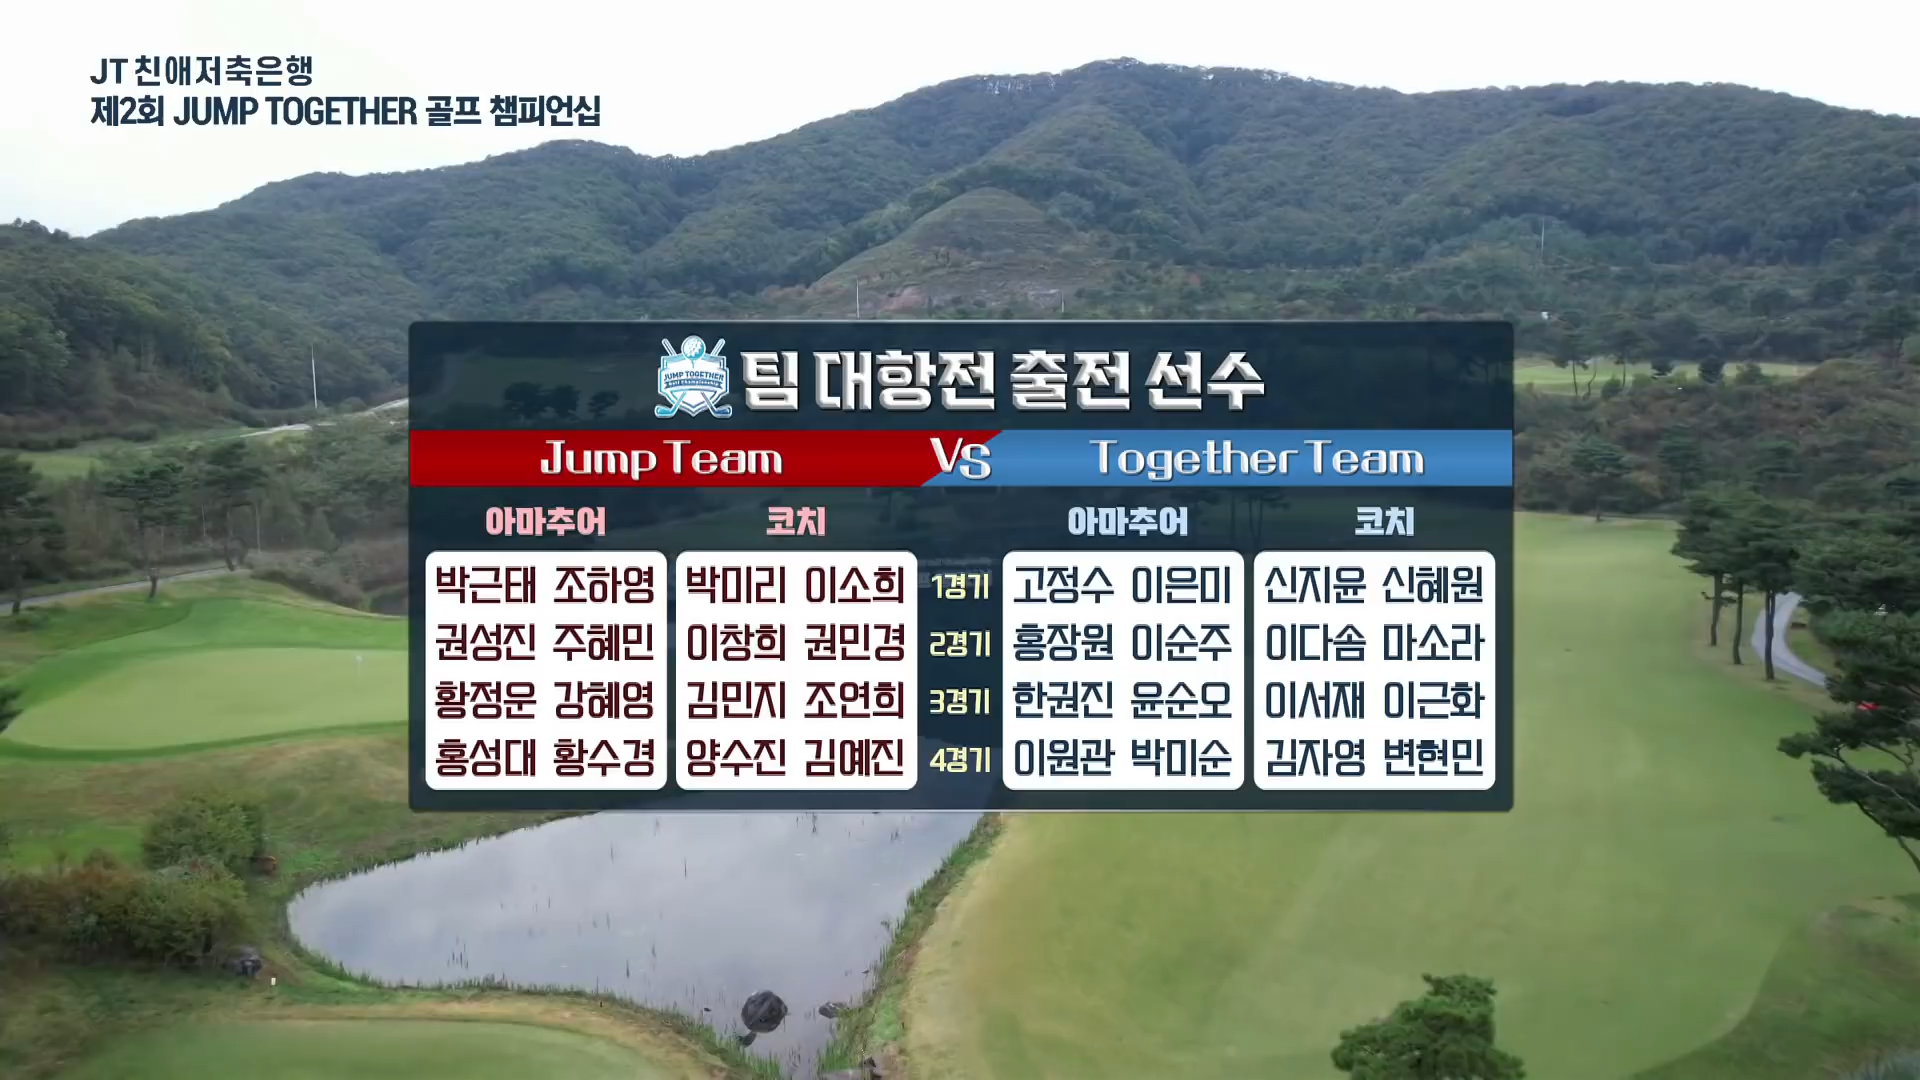 JT 친애저축은행
제2회 JUMP TOGETHER 골프 챔피언십
JUMP TOGETHER
Golf Championship
팀 대항전 출전 선수
Jump Team VS Together Team
아마추어 코치 아마추어 코치
박근태 조하영 박미리 이소희 1경기 고정수 이은미 신지윤 신혜원
권성진 주혜민 이창희 권민경 2경기 홍장원 이순주 이다솜 마소라
황정운 강혜영 김민지 조연희 3경기 한권진 윤순오 이서재 이근화
홍성대 황수경 양수진 김예진 4경기 이원관 박미순 김자영 변현민